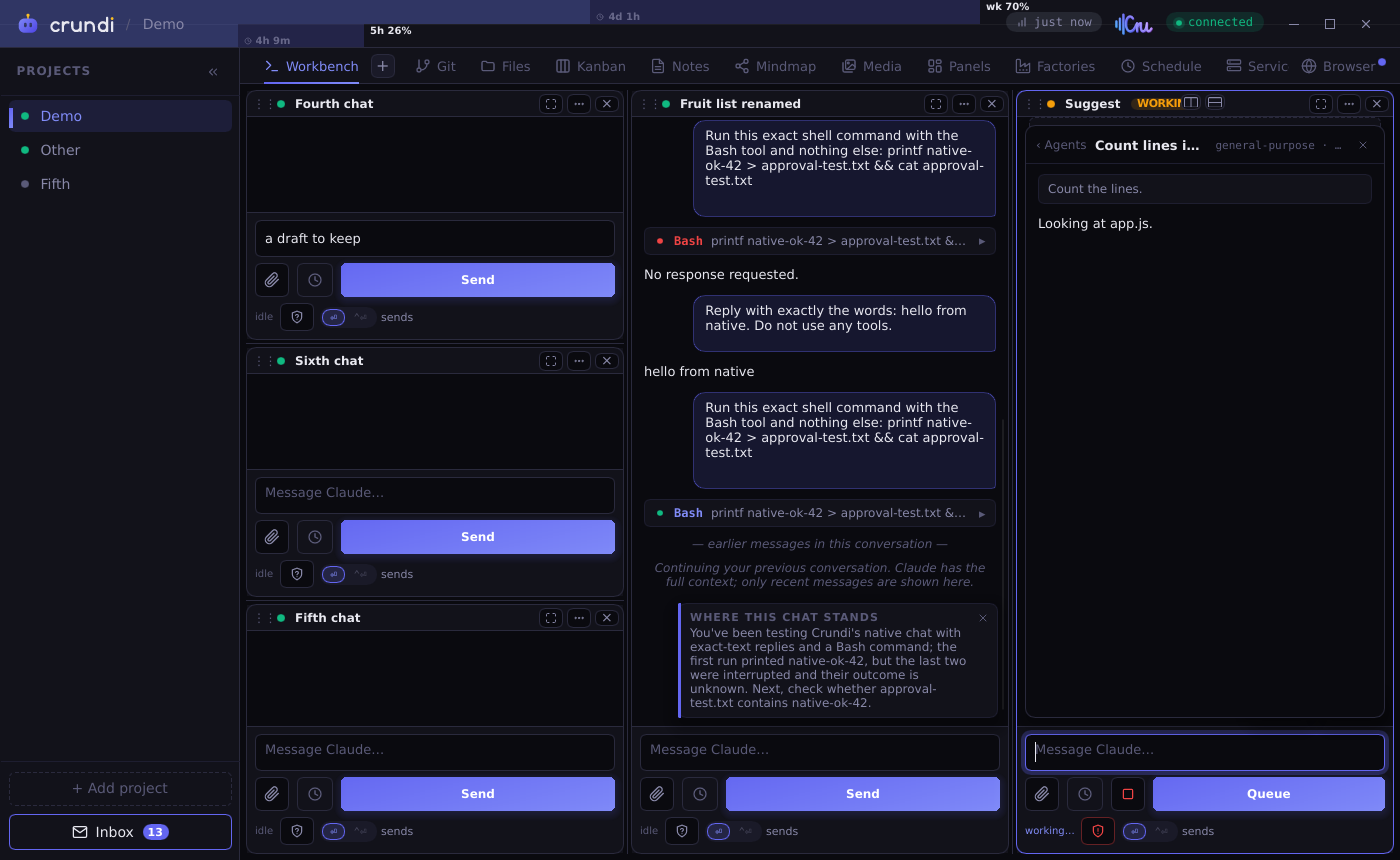 crundi / Demo
4h 9m
5h 26%
4d 1h
wk 70%
just now
Cru
connected
PROJECTS
Demo
Other
Fifth
+ Add project
Inbox 13
Workbench
Git
Files
Kanban
Notes
Mindmap
Media
Panels
Factories
Schedule
Servic
Browser
Fourth chat
a draft to keep
Send
idle
sends
Sixth chat
Message Claude...
Send
idle
sends
Fifth chat
Message Claude...
Send
idle
sends
Fruit list renamed
Run this exact shell command with the
Bash tool and nothing else: printf native-
ok-42 > approval-test.txt && cat approval-
test.txt
Bash printf native-ok-42 > approval-test.txt &...
No response requested.
Reply with exactly the words: hello from
native. Do not use any tools.
hello from native
Run this exact shell command with the
Bash tool and nothing else: printf native-
ok-42 > approval-test.txt && cat approval-
test.txt
Bash printf native-ok-42 > approval-test.txt &...
— earlier messages in this conversation —
Continuing your previous conversation. Claude has the
full context; only recent messages are shown here.
WHERE THIS CHAT STANDS
You've been testing Crundi's native chat with
exact-text replies and a Bash command; the
first run printed native-ok-42, but the last two
were interrupted and their outcome is
unknown. Next, check whether approval-
test.txt contains native-ok-42.
Message Claude...
Send
idle
sends
Suggest WORKIN
‹ Agents Count lines i... general-purpose · …
Count the lines.
Looking at app.js.
Message Claude...
Queue
working...
sends